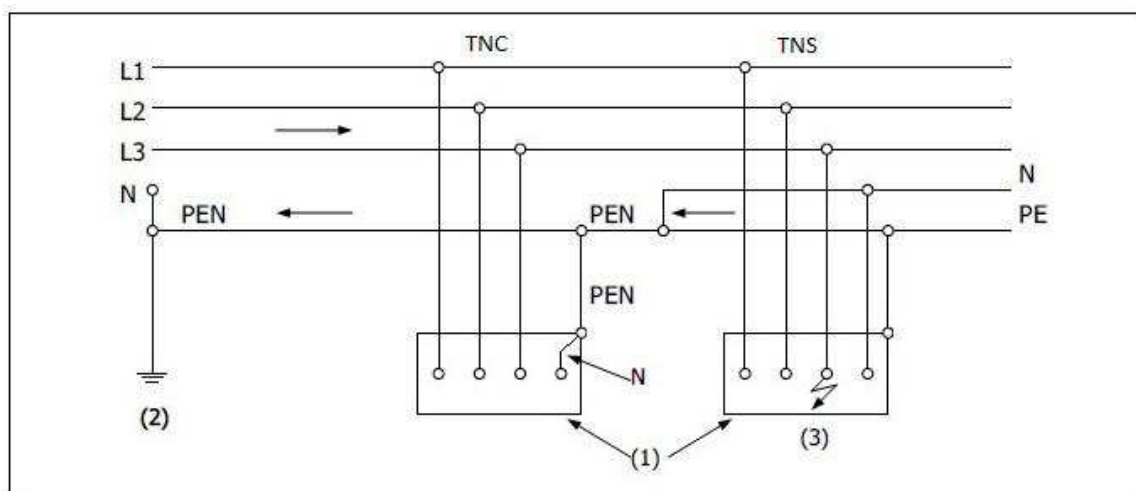 TNC TNS
L1
L2
L3
N N
PEN PEN PE
PEN
N
(2) (3)
(1)